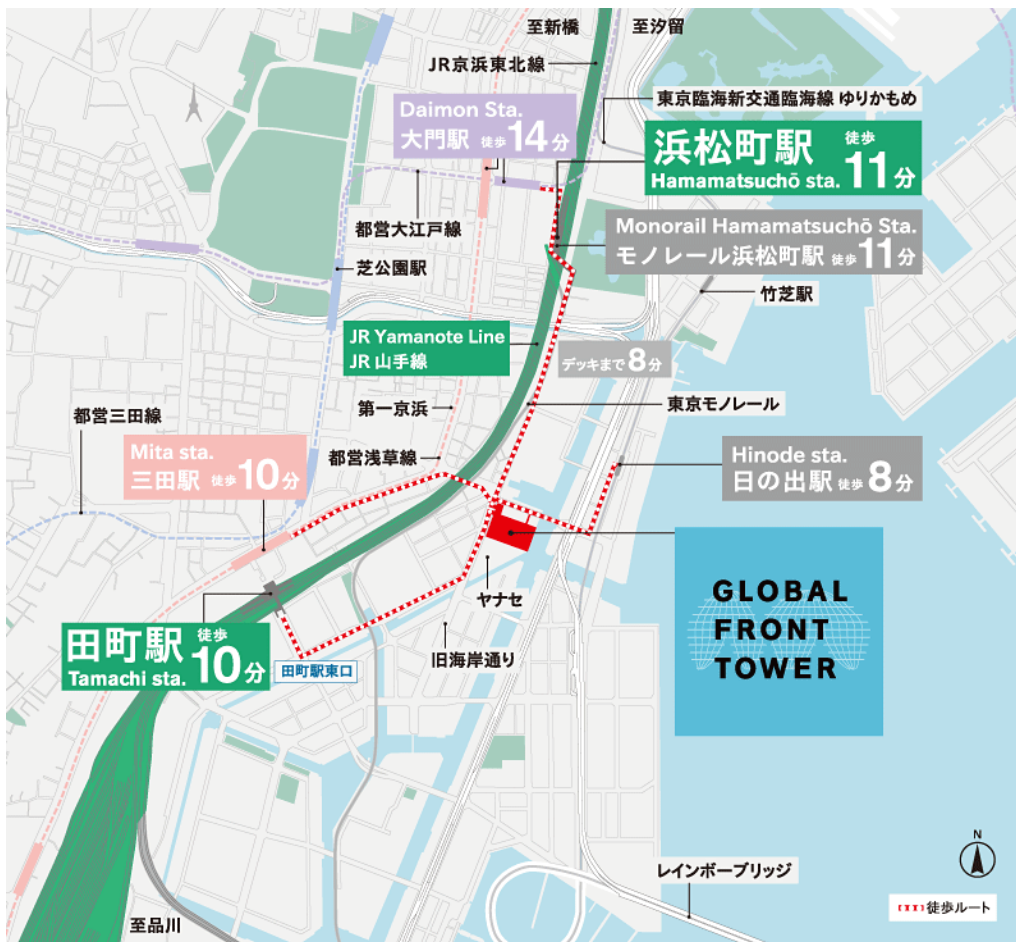 至新橋
至汐留
JR京浜東北線
東京臨海新交通臨海線 ゆりかもめ
Daimon Sta.
大門駅 徒歩14分
浜松町駅 徒歩11分
Hamamatsuchō sta.
Monorail Hamamatsuchō Sta.
モノレール浜松町駅 徒歩11分
都営大江戸線
芝公園駅
竹芝駅
JR Yamanote Line
JR 山手線
デッキまで8分
第一京浜
東京モノレール
都営三田線
都営浅草線
Mita sta.
三田駅 徒歩10分
Hinode sta.
日の出駅 徒歩8分
GLOBAL
FRONT
TOWER
ヤナセ
旧海岸通り
田町駅 徒歩10分
Tamachi sta.
田町駅東口
N
レインボーブリッジ
徒歩ルート
至品川